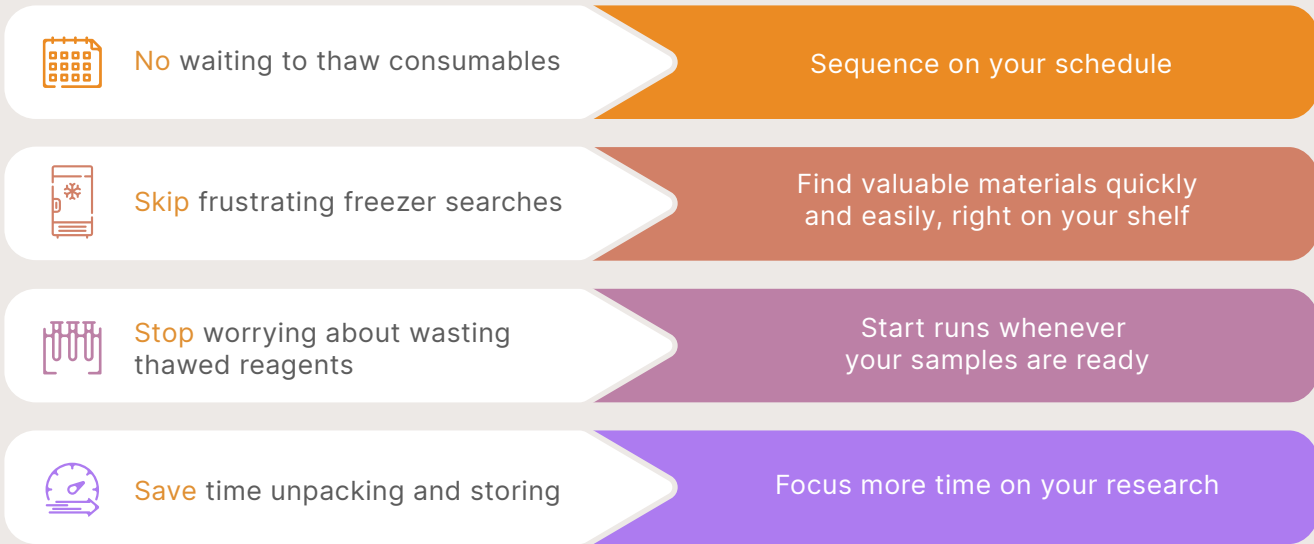 No waiting to thaw consumables
Sequence on your schedule
Skip frustrating freezer searches
Find valuable materials quickly
and easily, right on your shelf
Stop worrying about wasting
thawed reagents
Start runs whenever
your samples are ready
Save time unpacking and storing
Focus more time on your research